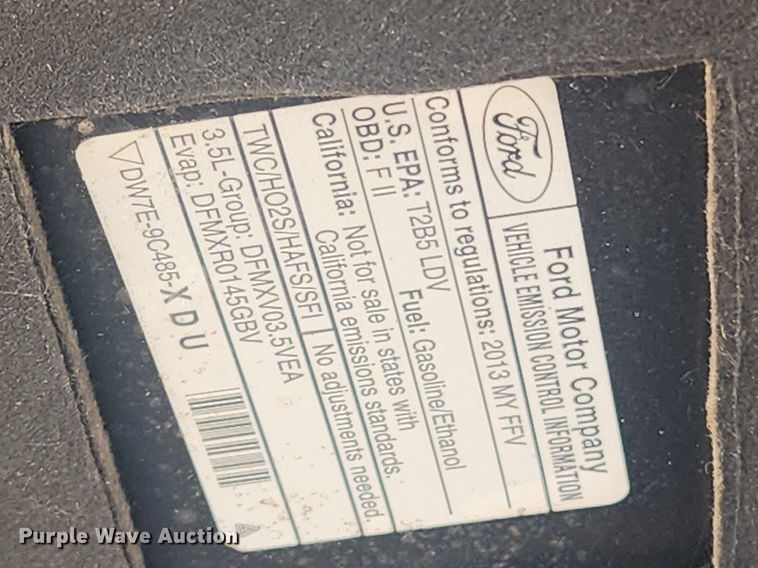 Ford
Ford Motor Company
VEHICLE EMISSION CONTROL INFORMATION
Conforms to regulations: 2013 MY FFV
U.S. EPA: T2B5 LDV Fuel: Gasoline/Ethanol
OBD: F II
California: Not for sale in states with
California emissions standards.
TWC/HO2S/HAFS/SFI No adjustments needed.
3.5L-Group: DFMXV03.5VEA
Evap: DFMXR0145GBV
DW7E-9C485-X D U
Purple Wave Auction